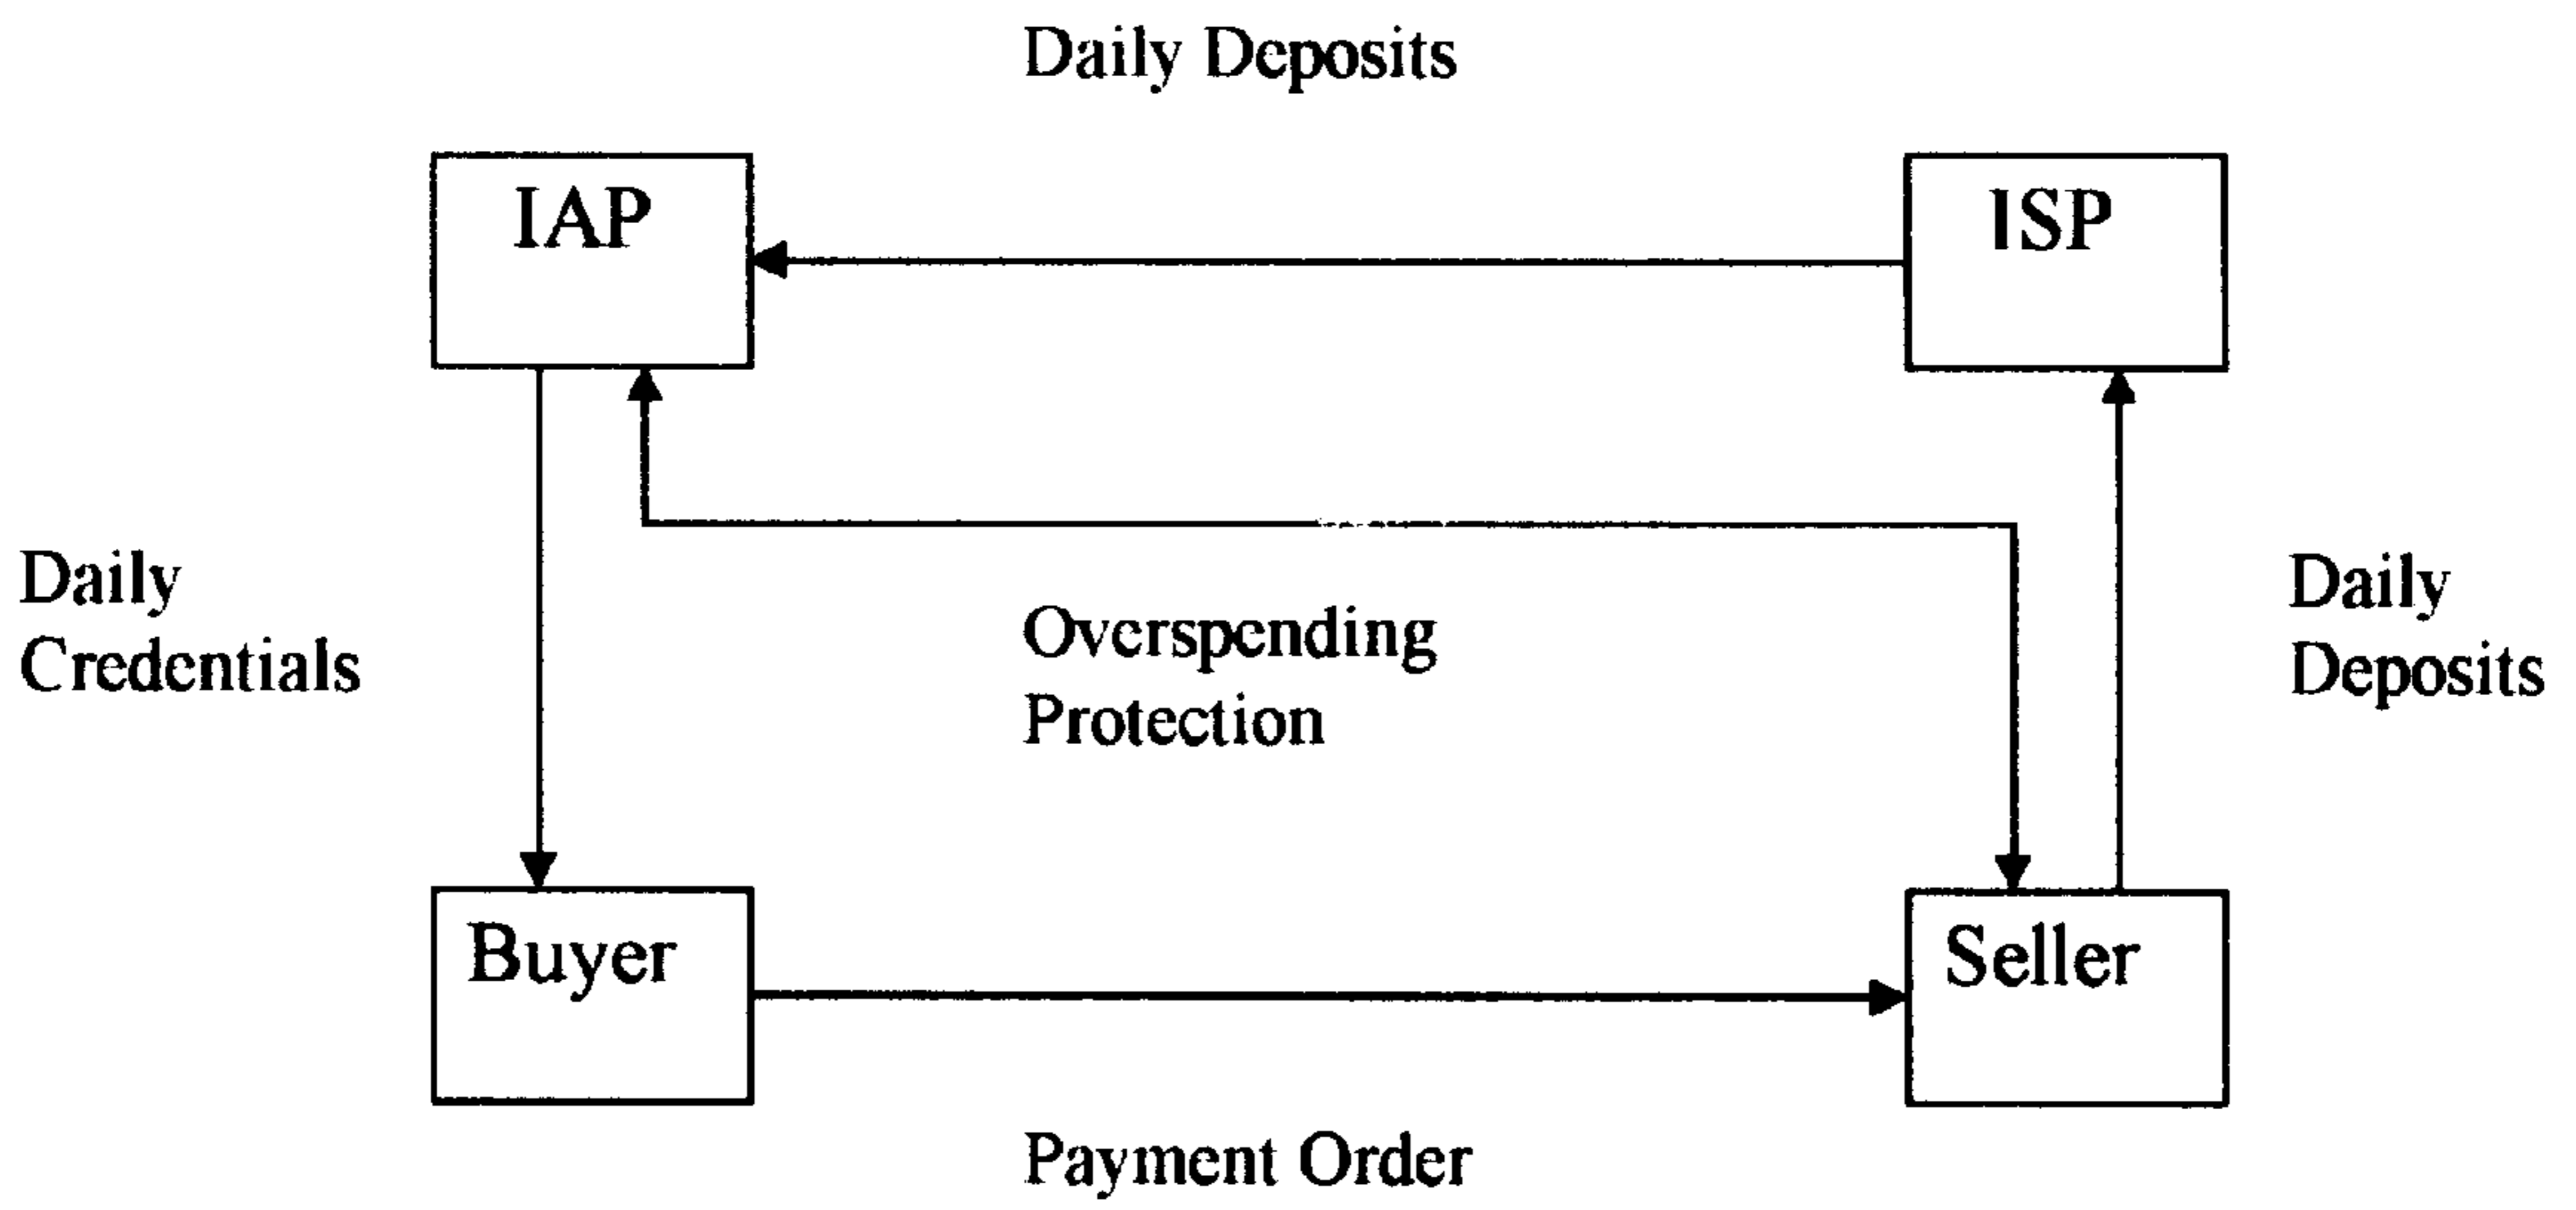 Daily Deposits
IAP
ISP
Daily
Credentials
Overspending
Protection
Daily
Deposits
Buyer
Seller
Payment Order